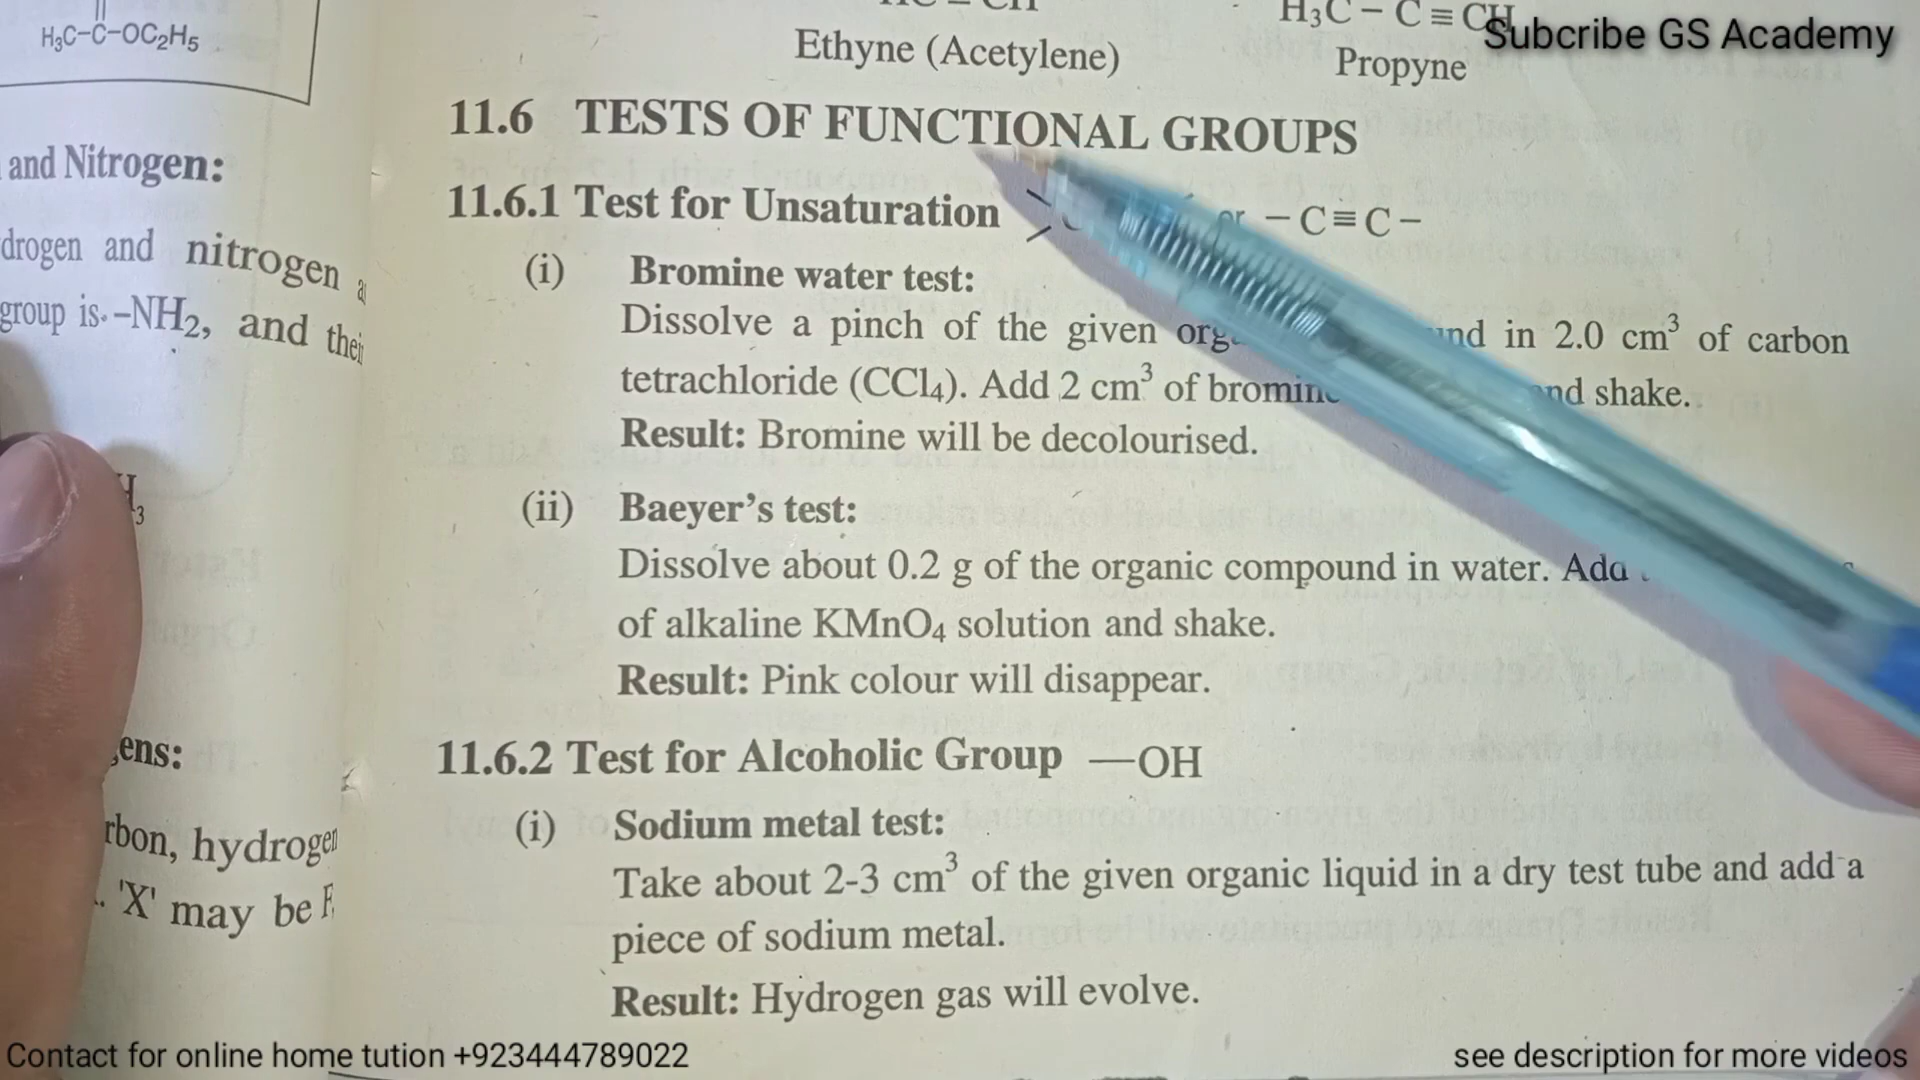 H₃C–C–OC₂H₅
and Nitrogen:
drogen and nitrogen
group is –NH₂, and their
H₃
ens:
rbon, hydrogen
'X' may be F,
H₃C – C ≡ CH
Subcribe GS Academy
Ethyne (Acetylene)
Propyne
11.6 TESTS OF FUNCTIONAL GROUPS
11.6.1 Test for Unsaturation or – C ≡ C –
(i) Bromine water test:
Dissolve a pinch of the given in 2.0 cm³ of carbon
tetrachloride (CCl₄). Add 2 cm³ of and shake.
Result: Bromine will be decolourised.
(ii) Baeyer's test:
Dissolve about 0.2 g of the organic compound in water. Add
of alkaline KMnO₄ solution and shake.
Result: Pink colour will disappear.
11.6.2 Test for Alcoholic Group —OH
(i) Sodium metal test:
Take about 2-3 cm³ of the given organic liquid in a dry test tube and add a
piece of sodium metal.
Result: Hydrogen gas will evolve.
Contact for online home tution +923444789022
see description for more videos